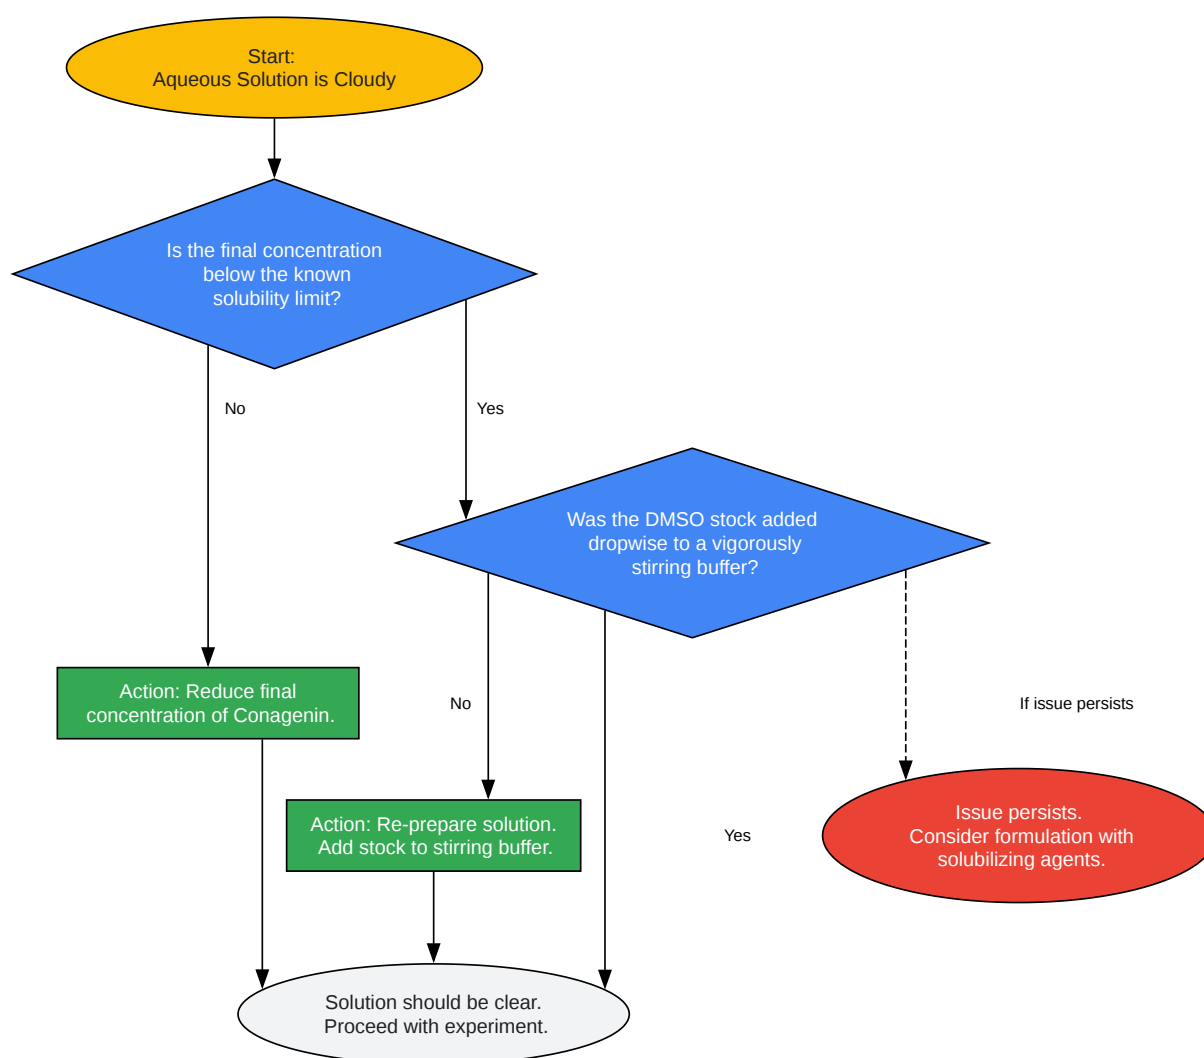 Start:
Aqueous Solution is Cloudy
Is the final concentration
below the known
solubility limit?
No
Yes
Was the DMSO stock added
dropwise to a vigorously
stirring buffer?
Action: Reduce final
concentration of Conagenin.
No
If issue persists
Action: Re-prepare solution.
Add stock to stirring buffer.
Yes
Issue persists.
Consider formulation with
solubilizing agents.
Solution should be clear.
Proceed with experiment.